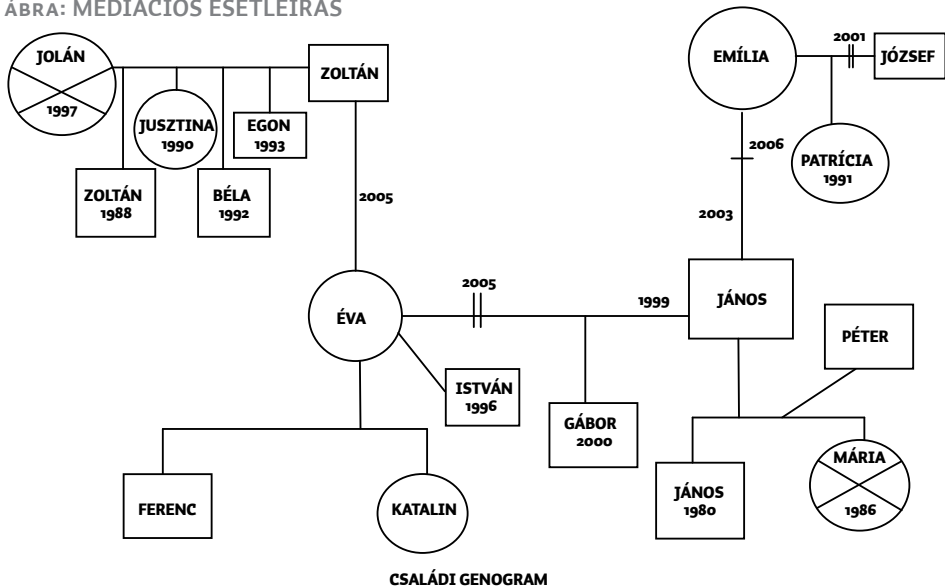 ÁBRA: MEDIÁCIÓS ESETLEÍRÁS
JOLÁN
1997
ZOLTÁN
1988
JUSZTINA
1990
BÉLA
1992
EGON
1993
ZOLTÁN
2005
EMÍLIA
2001
JÓZSEF
PATRÍCIA
1991
2006
2003
ÉVA
2005
1999
JÁNOS
ISTVÁN
1996
GÁBOR
2000
PÉTER
FERENC
KATALIN
JÁNOS
1980
MÁRIA
1986
CSALÁDI GENOGRAM